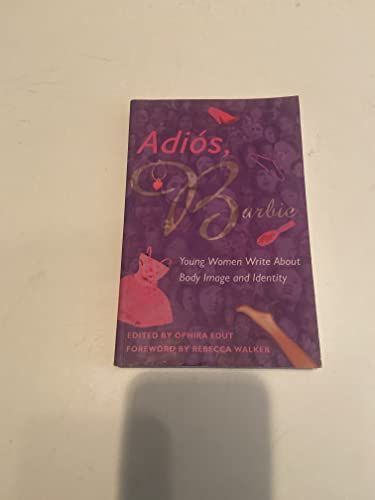 Adiós,
Barbie
Young Women Write About
Body Image and Identity
EDITED BY OPHIRA EDUT
FOREWORD BY REBECCA WALKER